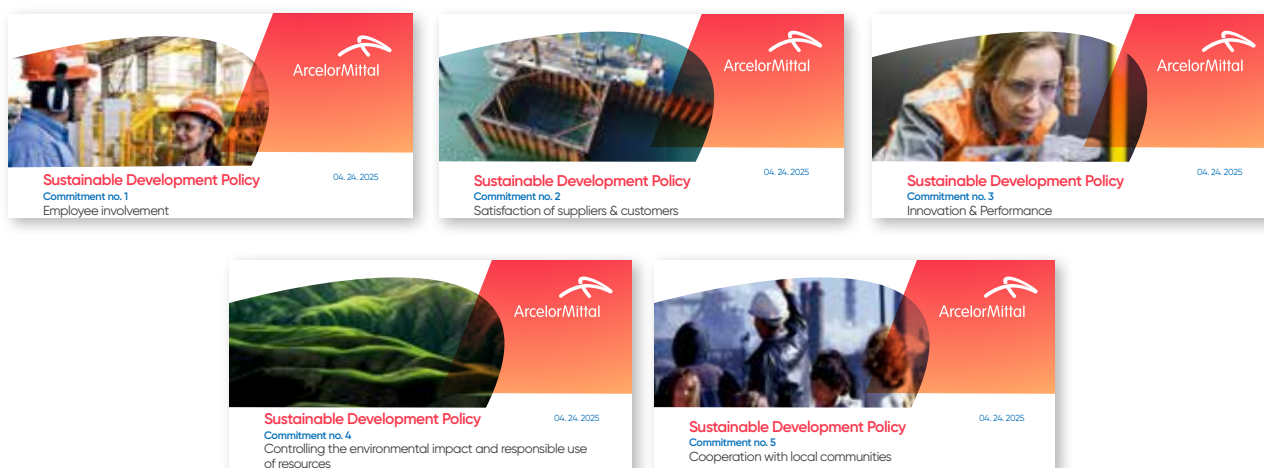 ArcelorMittal
Sustainable Development Policy
04. 24. 2025
Commitment no. 1
Employee involvement
ArcelorMittal
Sustainable Development Policy
04. 24. 2025
Commitment no. 2
Satisfaction of suppliers & customers
ArcelorMittal
Sustainable Development Policy
04. 24. 2025
Commitment no. 3
Innovation & Performance
ArcelorMittal
Sustainable Development Policy
04. 24. 2025
Commitment no. 4
Controlling the environmental impact and responsible use
of resources
ArcelorMittal
Sustainable Development Policy
04. 24. 2025
Commitment no. 5
Cooperation with local communities